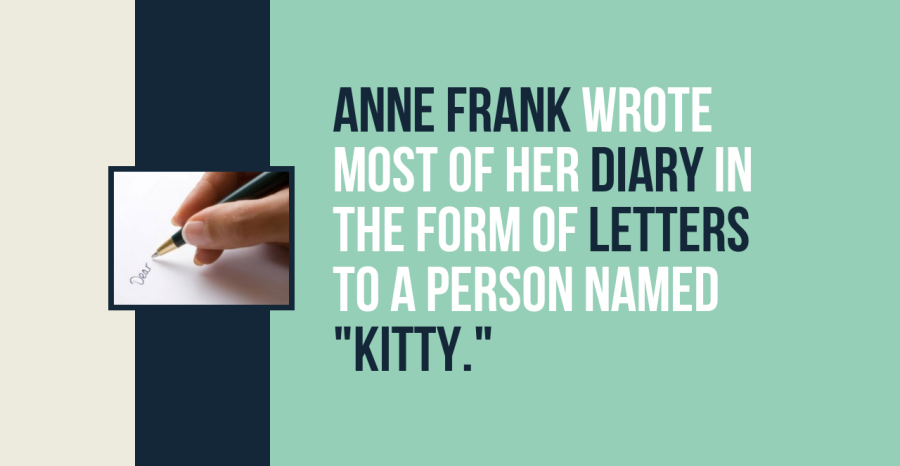 ANNE FRANK WROTE
MOST OF HER DIARY IN
THE FORM OF LETTERS
TO A PERSON NAMED
"KITTY."
Dear